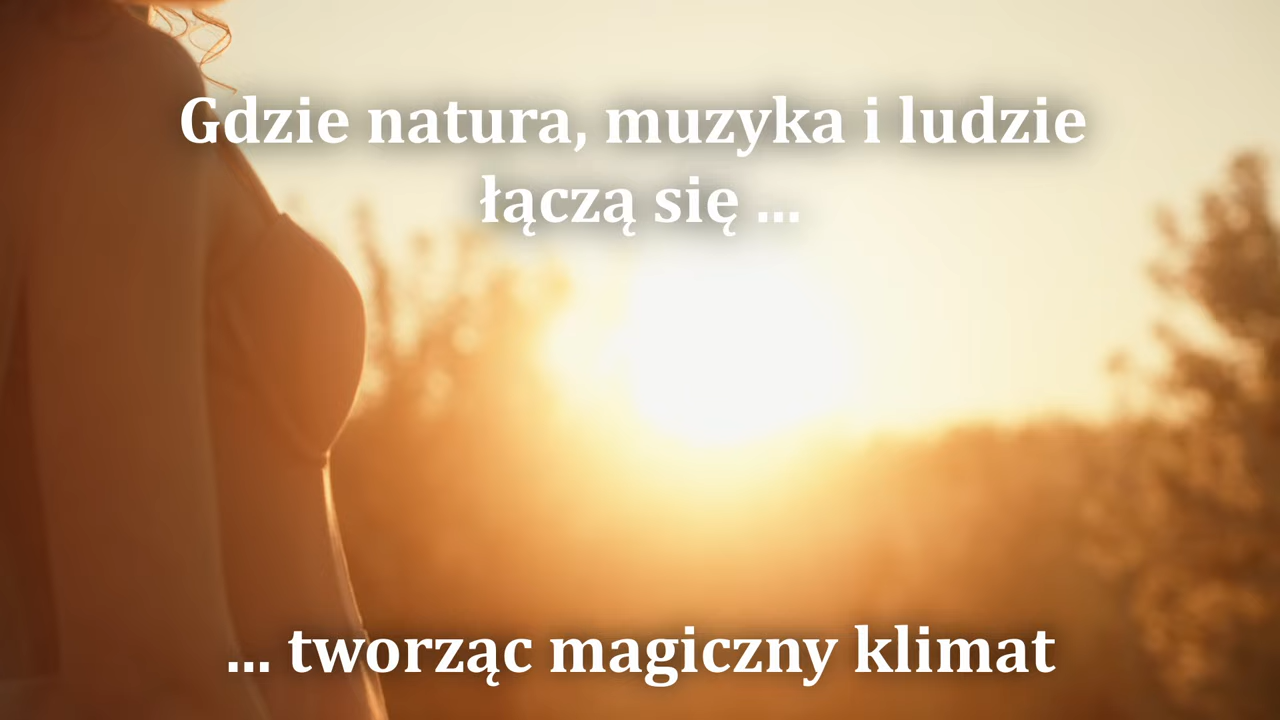 Gdzie natura, muzyka i ludzie
łączą się ...
... tworząc magiczny klimat